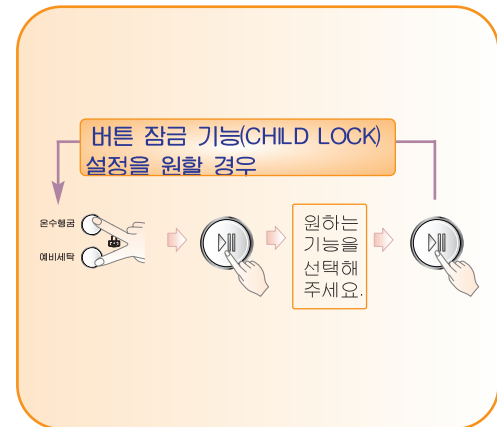 버튼 잠금 기능(CHILD LOCK)
설정을 원할 경우
온수헹굼
예비세탁
원하는
기능을
선택해
주세요.